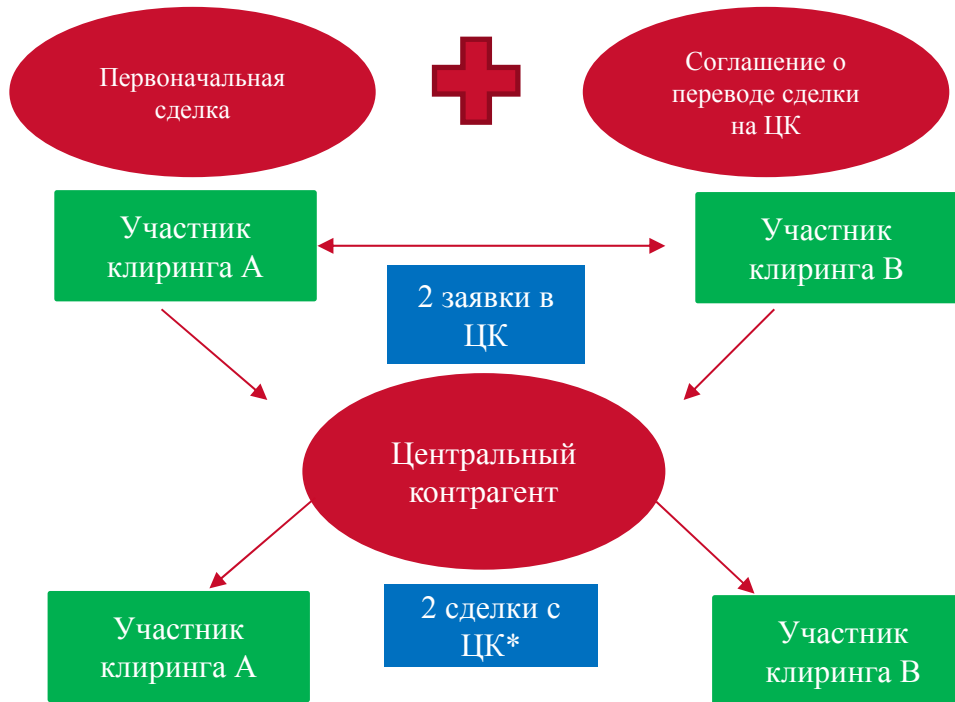 Первоначальная
сделка
Соглашение о
переводе сделки
на ЦК
Участник
клиринга А
Участник
клиринга В
2 заявки в
ЦК
Центральный
контрагент
Участник
клиринга А
2 сделки с
ЦК*
Участник
клиринга В